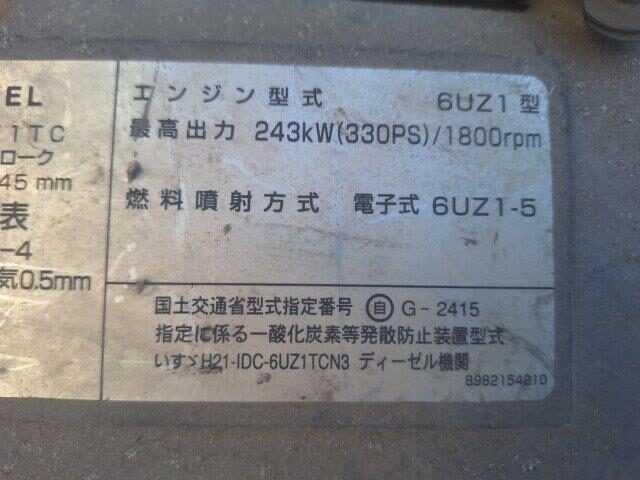 EL
1TC
ローク
45 mm
表
-4
気0.5mm
エンジン型式 6UZ1型
最高出力 243kW(330PS)/1800rpm
燃料噴射方式 電子式 6UZ1-5
国土交通省型式指定番号 自 G-2415
指定に係る一酸化炭素等発散防止装置型式
いすゞH21-IDC-6UZ1TCN3 ディーゼル機関
8982154210